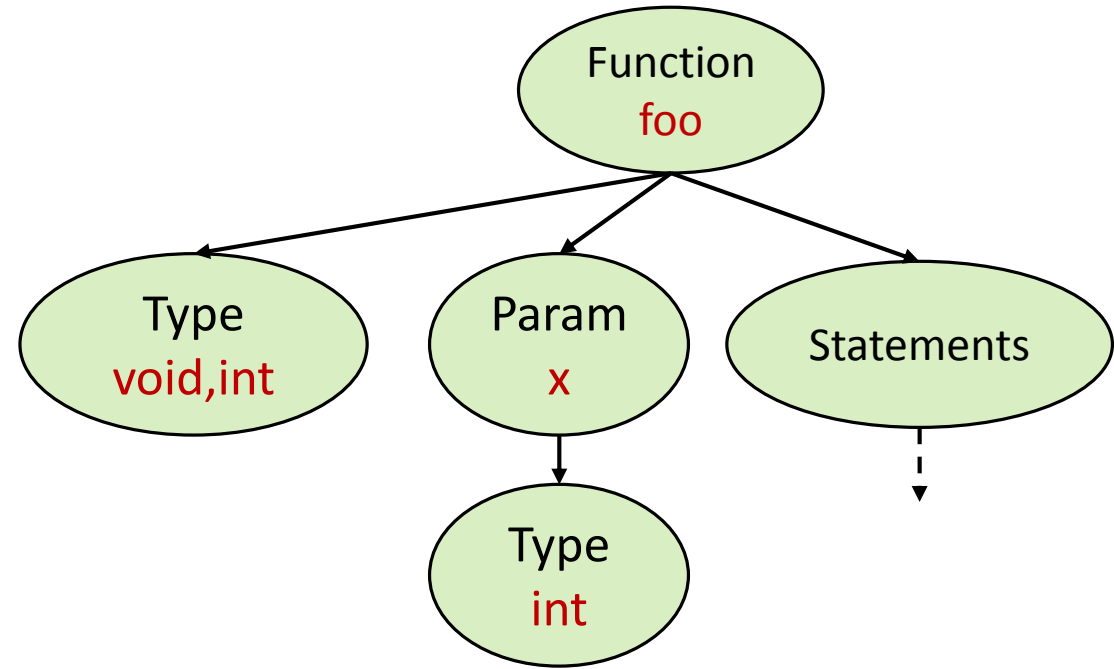 Function
foo
Type
void,int
Param
x
Statements
Type
int